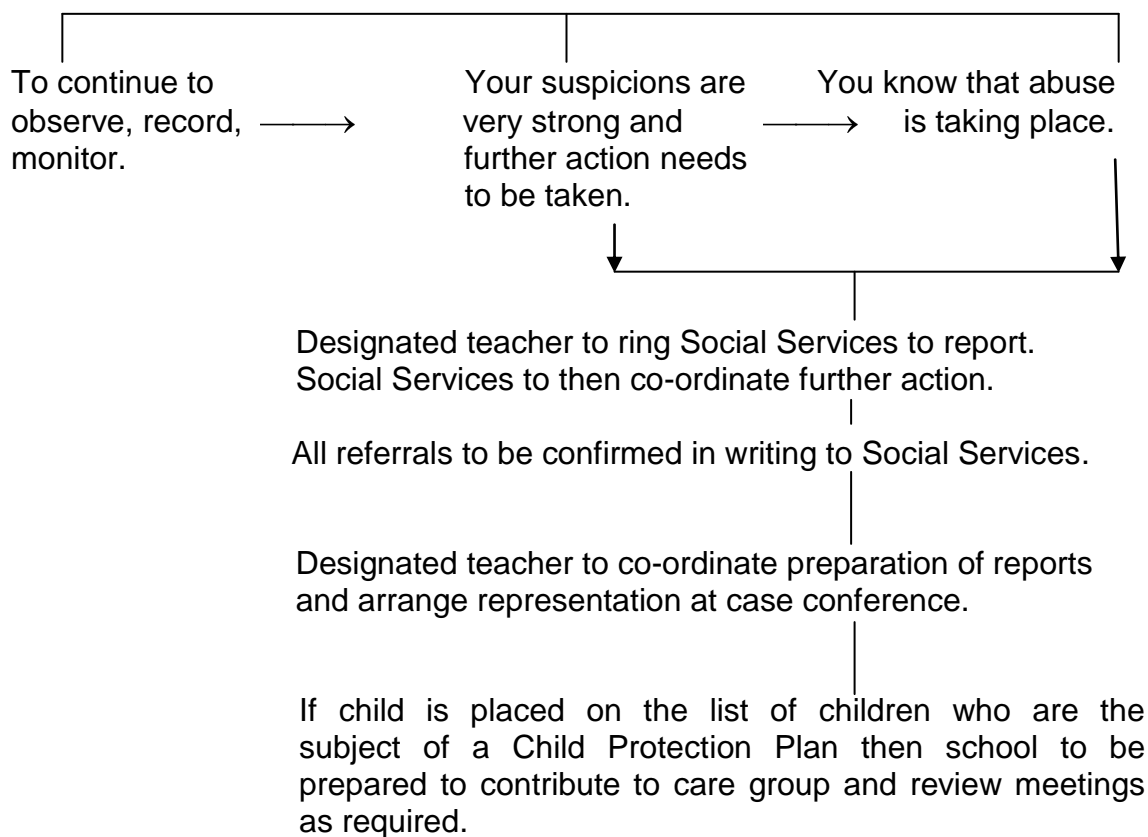 To continue to
observe, record,
monitor.
Your suspicions are
very strong and
further action needs
to be taken.
You know that abuse
is taking place.
Designated teacher to ring Social Services to report.
Social Services to then co-ordinate further action.
All referrals to be confirmed in writing to Social Services.
Designated teacher to co-ordinate preparation of reports
and arrange representation at case conference.
If child is placed on the list of children who are the
subject of a Child Protection Plan then school to be
prepared to contribute to care group and review meetings
as required.